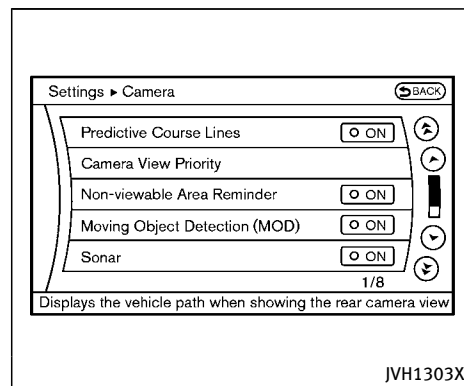 Settings ▸ Camera
BACK
Predictive Course Lines
ON
Camera View Priority
Non-viewable Area Reminder
ON
Moving Object Detection (MOD)
ON
Sonar
ON
1/8
Displays the vehicle path when showing the rear camera view
JVH1303X